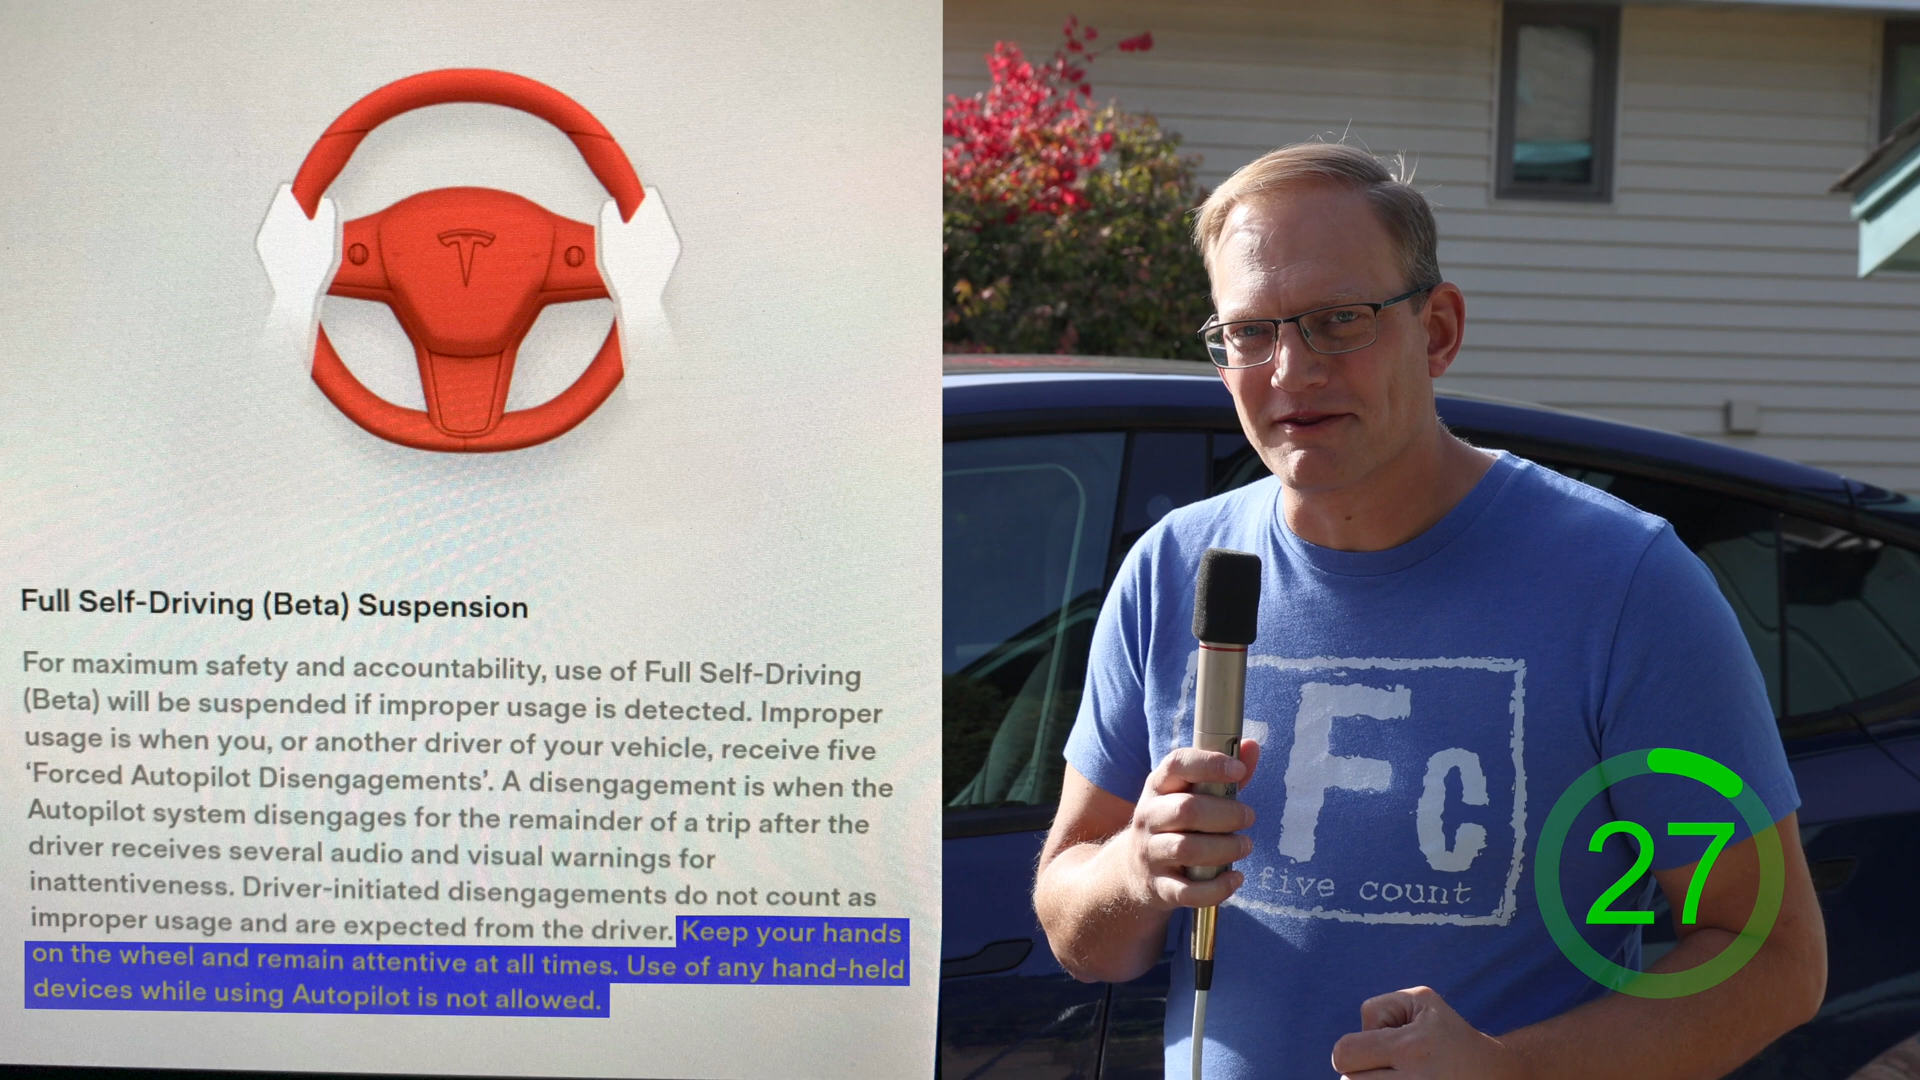 Full Self-Driving (Beta) Suspension
For maximum safety and accountability, use of Full Self-Driving
(Beta) will be suspended if improper usage is detected. Improper
usage is when you, or another driver of your vehicle, receive five
‘Forced Autopilot Disengagements’. A disengagement is when the
Autopilot system disengages for the remainder of a trip after the
driver receives several audio and visual warnings for
inattentiveness. Driver-initiated disengagements do not count as
improper usage and are expected from the driver. Keep your hands
on the wheel and remain attentive at all times. Use of any hand-held
devices while using Autopilot is not allowed.
Fc
five count
27